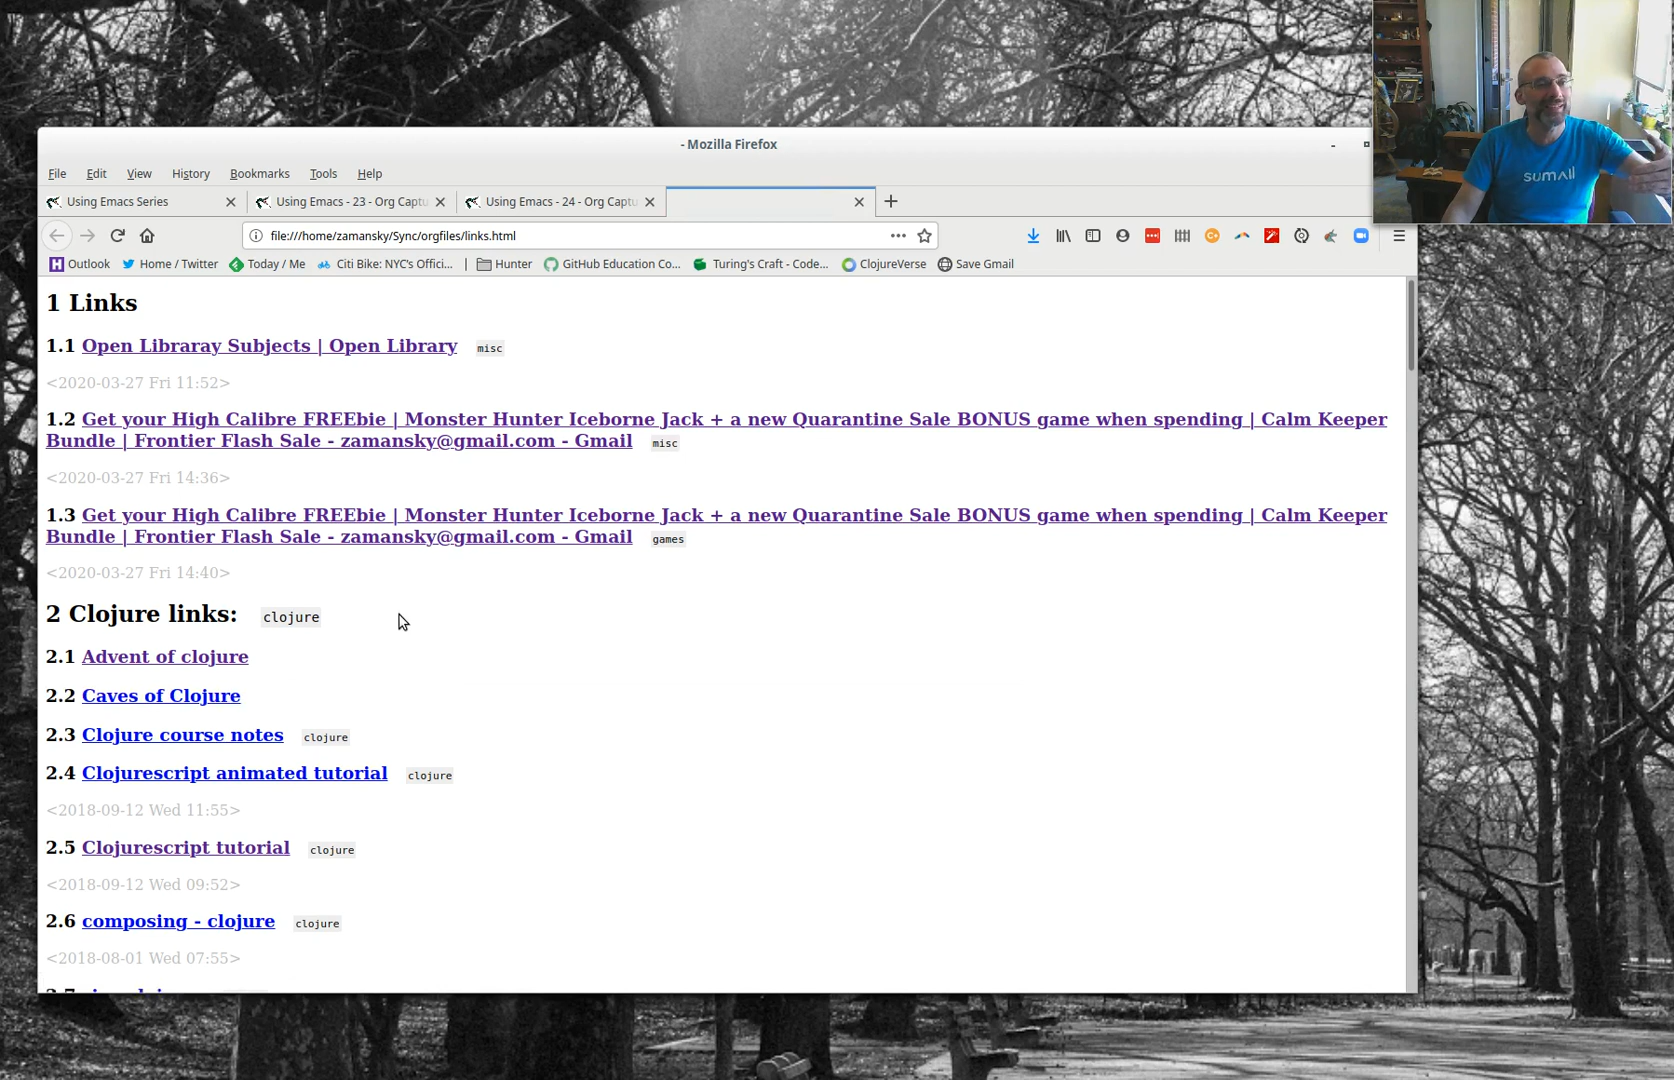 - Mozilla Firefox
File Edit View History Bookmarks Tools Help
Using Emacs Series Using Emacs - 23 - Org Captu Using Emacs - 24 - Org Captu
file:///home/zamansky/Sync/orgfiles/links.html
Outlook Home / Twitter Today / Me Citi Bike: NYC's Offici... Hunter GitHub Education Co... Turing's Craft - Code... ClojureVerse Save Gmail
sumAll
1 Links
1.1 Open Libraray Subjects | Open Library misc
<2020-03-27 Fri 11:52>
1.2 Get your High Calibre FREEbie | Monster Hunter Iceborne Jack + a new Quarantine Sale BONUS game when spending | Calm Keeper
Bundle | Frontier Flash Sale - zamansky@gmail.com - Gmail misc
<2020-03-27 Fri 14:36>
1.3 Get your High Calibre FREEbie | Monster Hunter Iceborne Jack + a new Quarantine Sale BONUS game when spending | Calm Keeper
Bundle | Frontier Flash Sale - zamansky@gmail.com - Gmail games
<2020-03-27 Fri 14:40>
2 Clojure links: clojure
2.1 Advent of clojure
2.2 Caves of Clojure
2.3 Clojure course notes clojure
2.4 Clojurescript animated tutorial clojure
<2018-09-12 Wed 11:55>
2.5 Clojurescript tutorial clojure
<2018-09-12 Wed 09:52>
2.6 composing - clojure clojure
<2018-08-01 Wed 07:55>